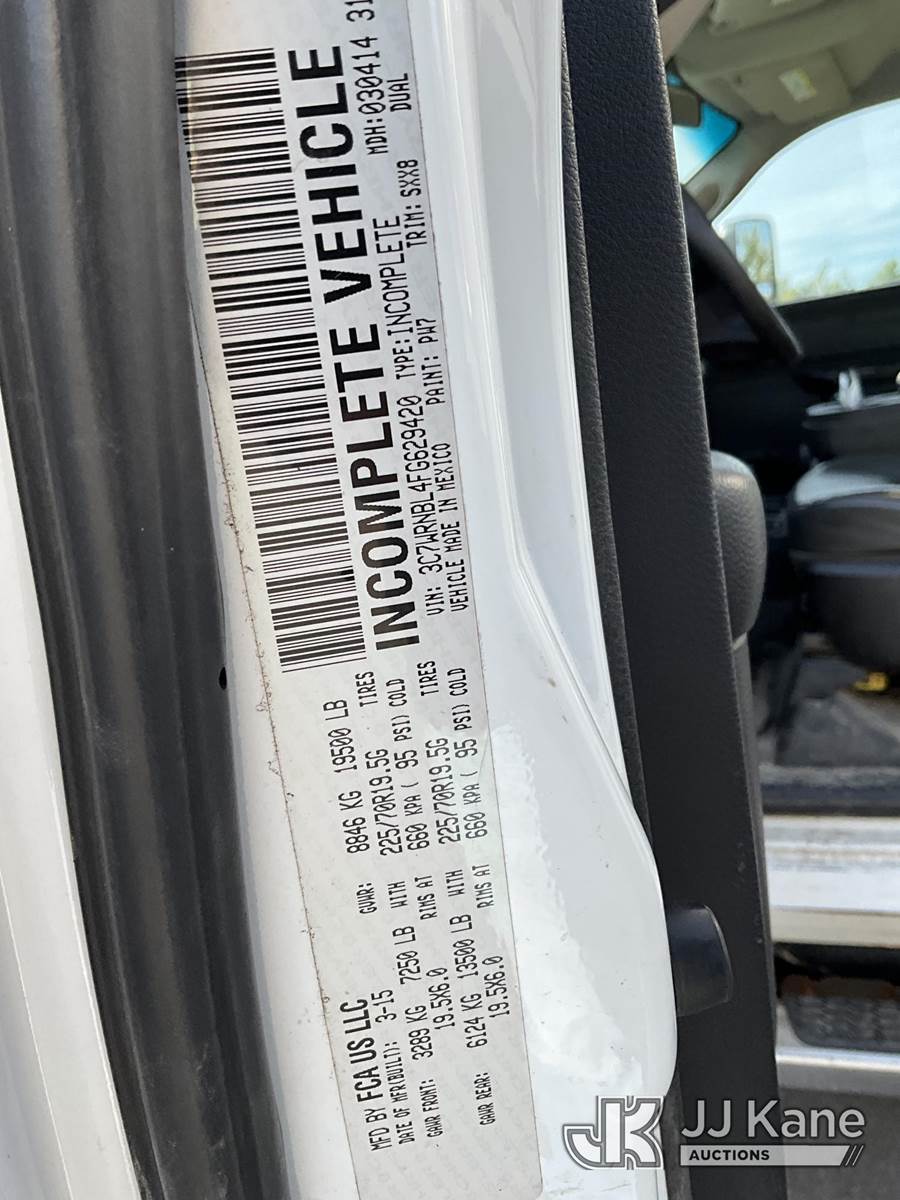 MFD BY FCA US LLC
DATE OF MFR(BUILT): 3-15 GVWR: 8846 KG 19500 LB
GAWR FRONT: 3289 KG 7250 LB WITH 225/70R19.5G TIRES
19.5X6.0 RIMS AT 660 KPA ( 95 PSI) COLD
GAWR REAR: 6124 KG 13500 LB WITH 225/70R19.5G TIRES
19.5X6.0 RIMS AT 660 KPA ( 95 PSI) COLD
INCOMPLETE VEHICLE
MDH: 030414 31
VIN: 3C7WRNBL4FG629420 TYPE: INCOMPLETE DUAL
VEHICLE MADE IN MEXICO PAINT: PW7 TRIM: SXX8
JK JJ Kane
AUCTIONS